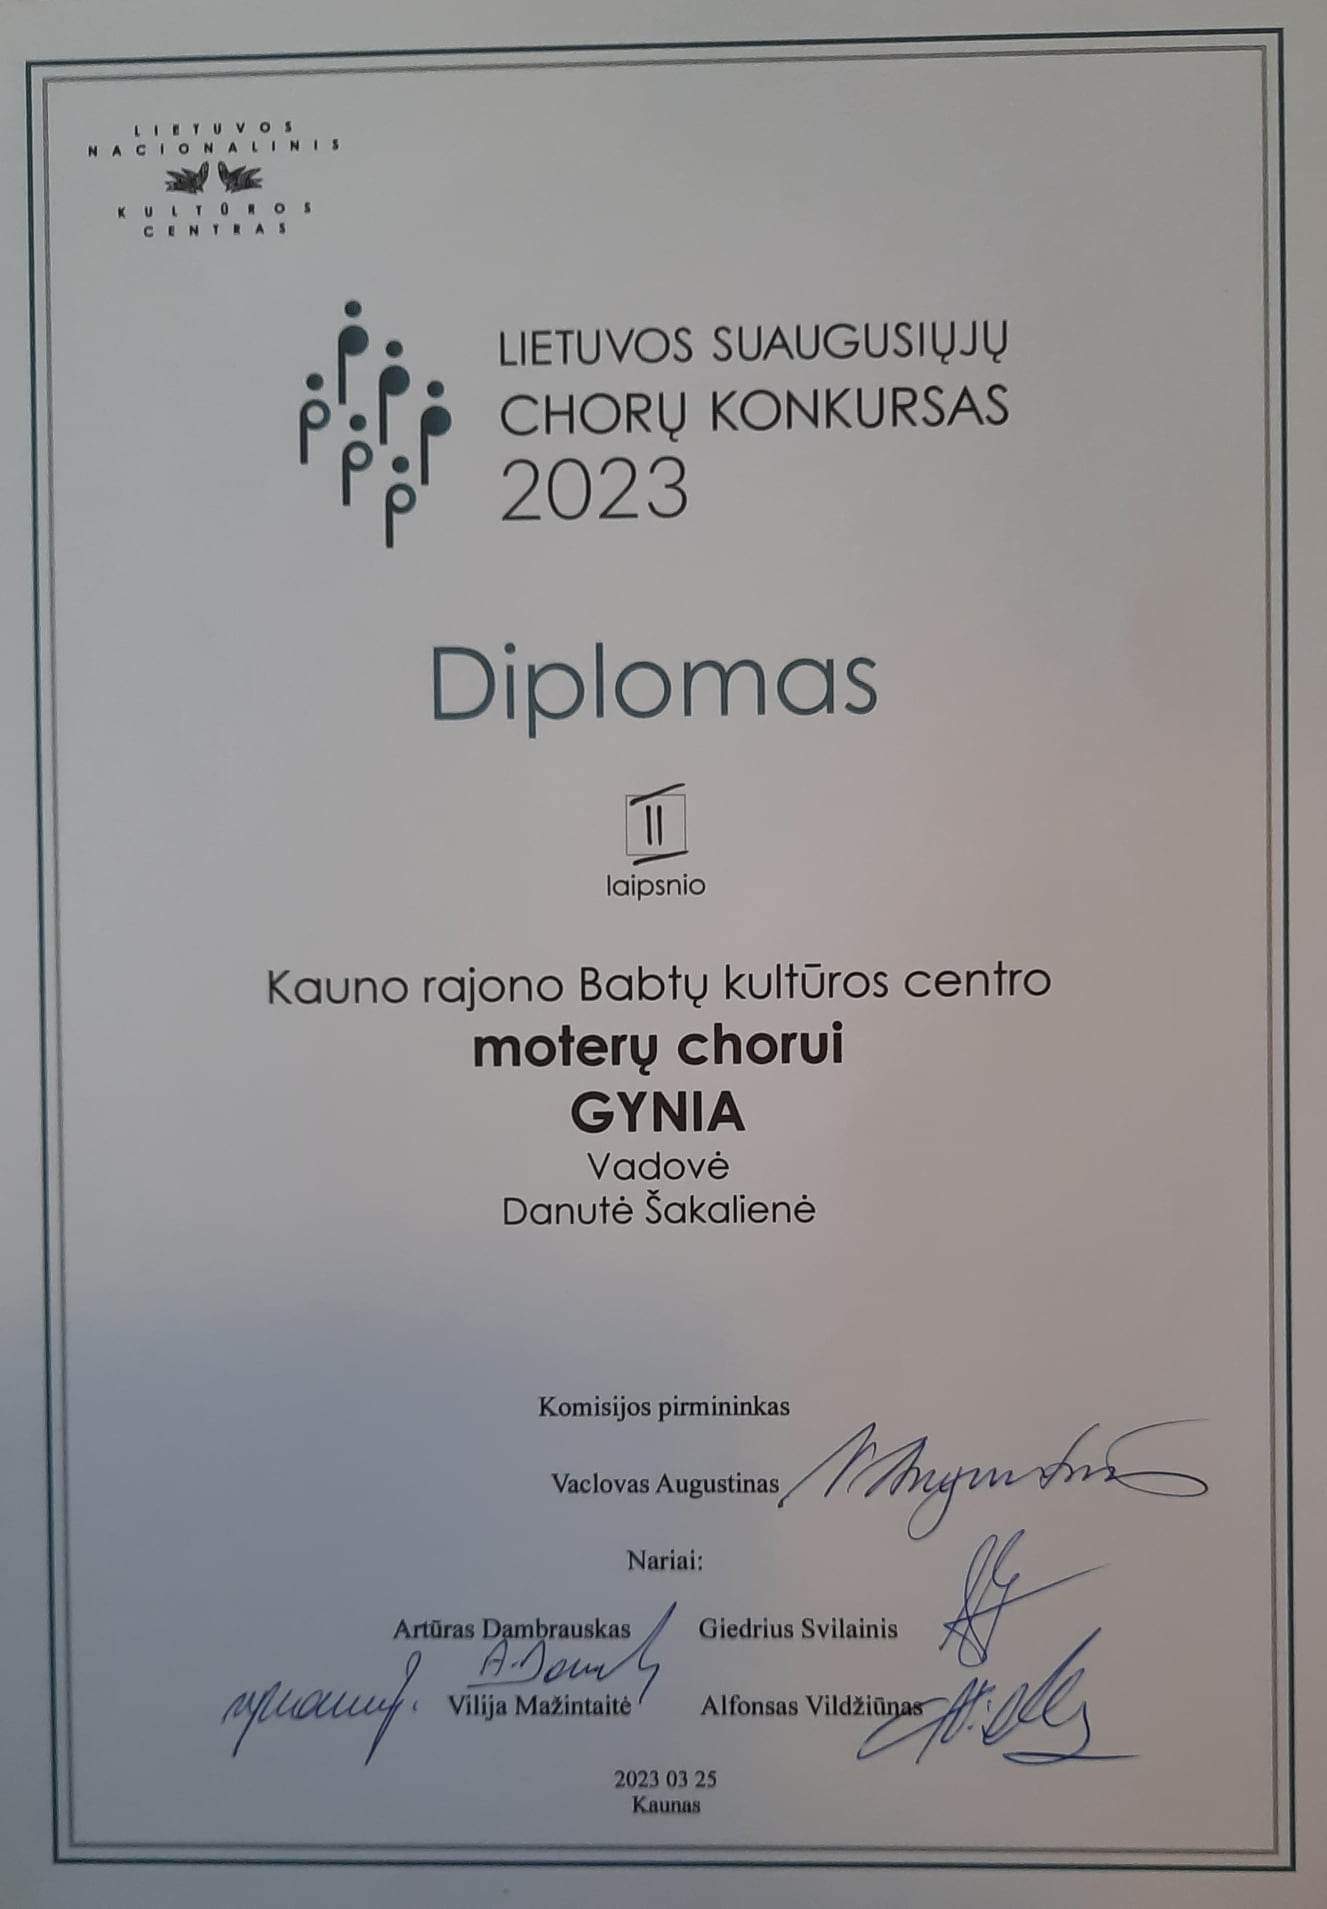 LIETUVOS
NACIONALINIS
KULTŪROS
CENTRAS
LIETUVOS SUAUGUSIŲJŲ
CHORŲ KONKURSAS
2023
Diplomas
II
laipsnio
Kauno rajono Babtų kultūros centro
moterų chorui
GYNIA
Vadovė
Danutė Šakalienė
Komisijos pirmininkas
Vaclovas Augustinas
Nariai:
Artūras Dambrauskas Giedrius Svilainis
Vilija Mažintaitė Alfonsas Vildžiūnas
2023 03 25
Kaunas